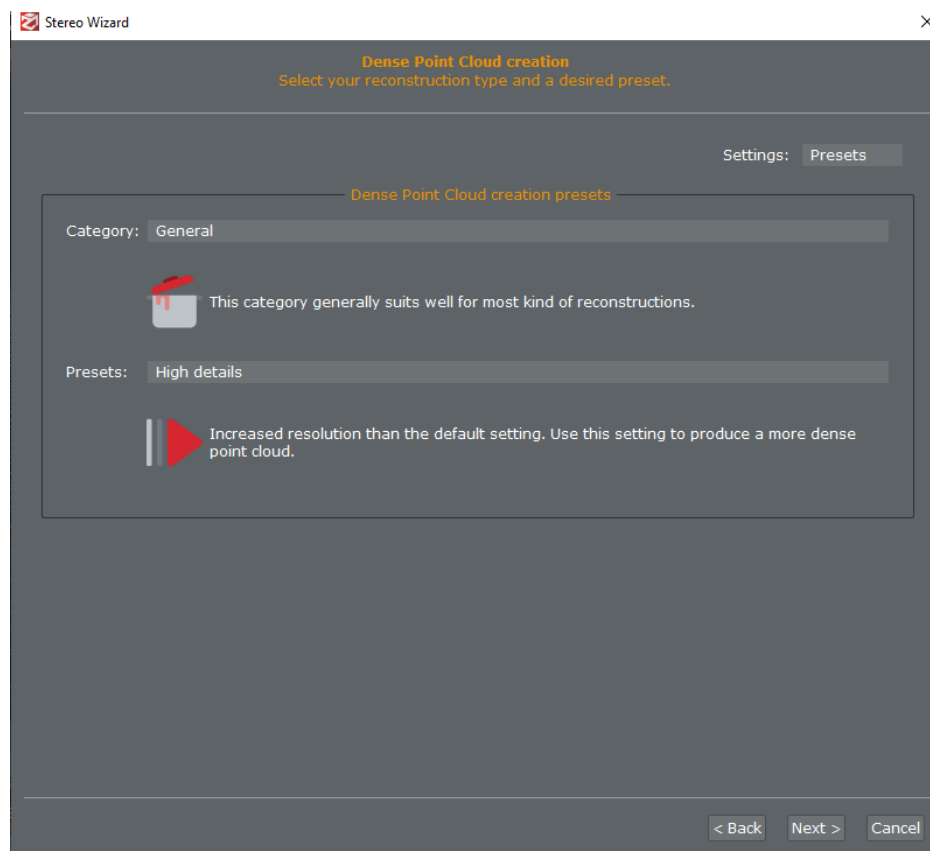 Stereo Wizard
Dense Point Cloud creation
Select your reconstruction type and a desired preset.
Settings: Presets
Dense Point Cloud creation presets
Category: General
This category generally suits well for most kind of reconstructions.
Presets: High details
Increased resolution than the default setting. Use this setting to produce a more dense
point cloud.
< Back Next > Cancel